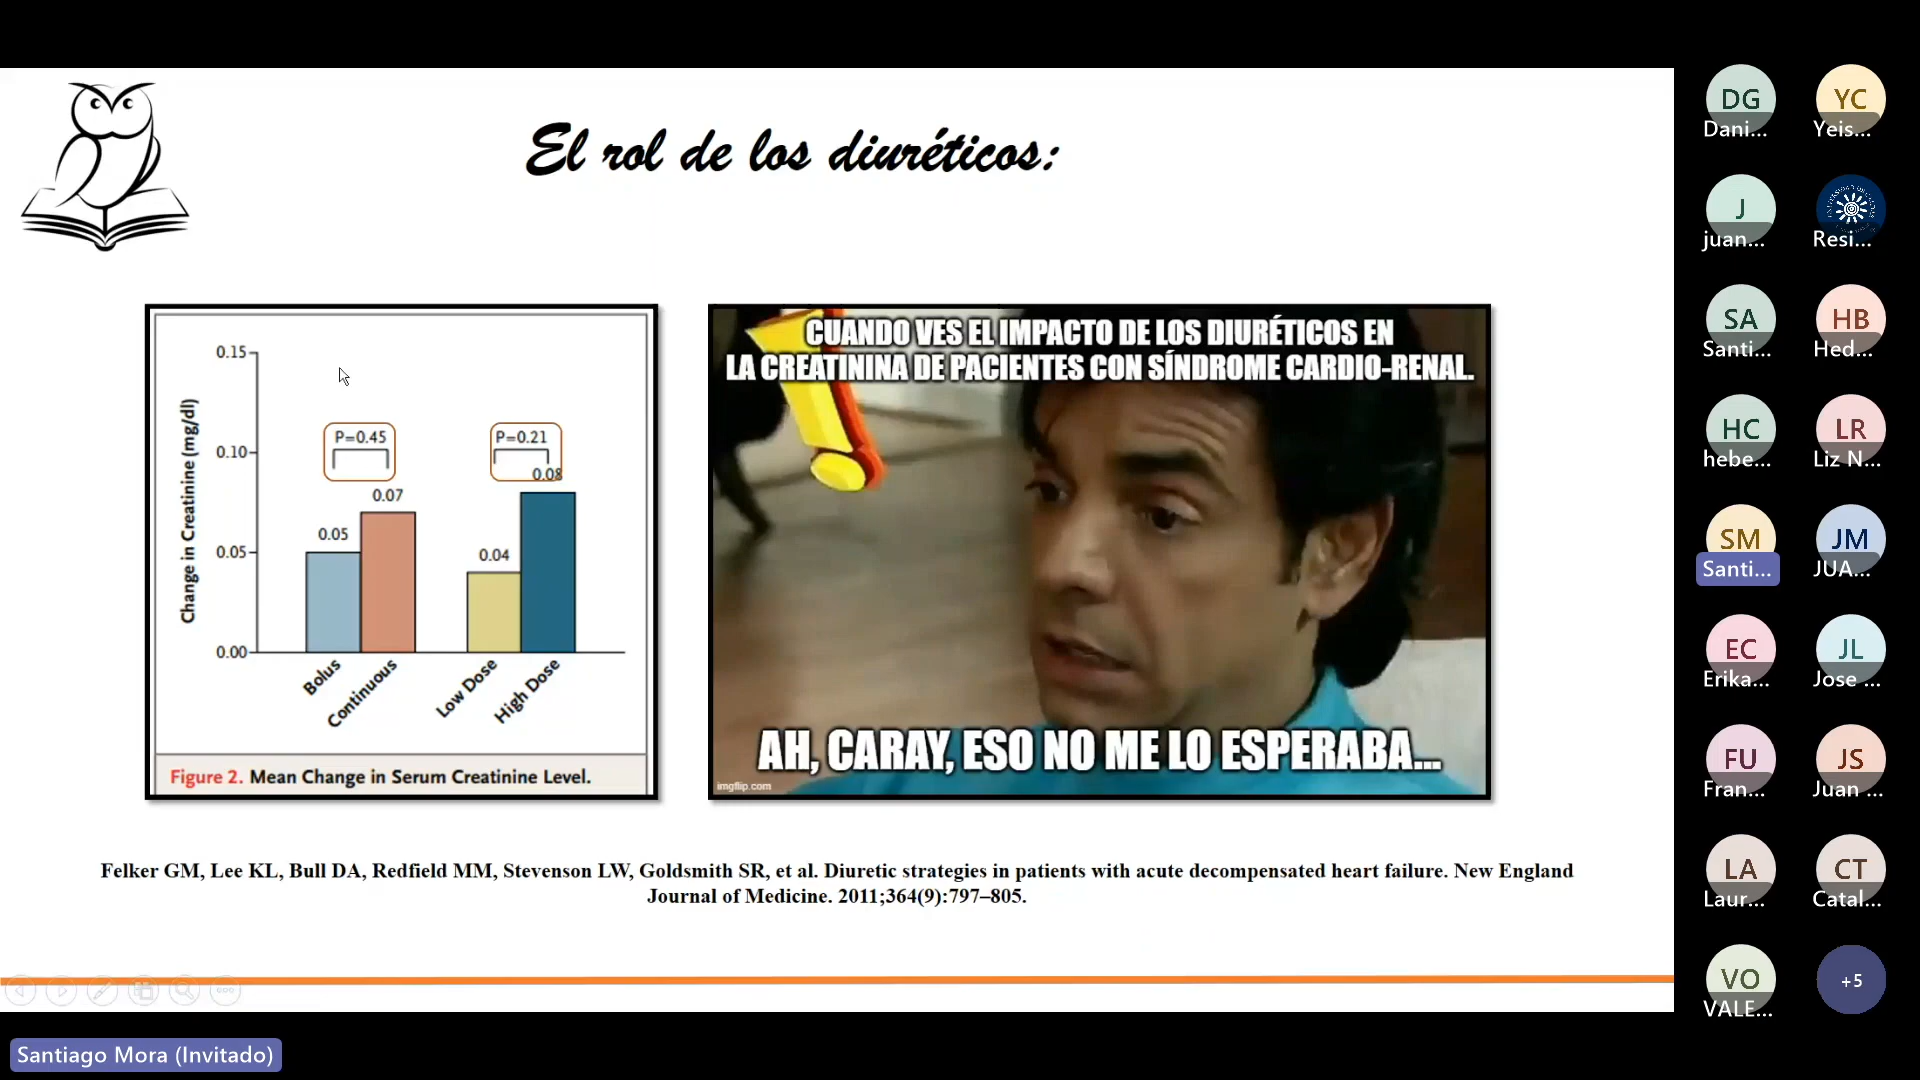 El rol de los diuréticos:
0.15
0.10
0.05
0.00
Change in Creatinine (mg/dl)
P=0.45
P=0.21
0.05
0.07
0.04
0.08
Bolus
Continuous
Low Dose
High Dose
Figure 2. Mean Change in Serum Creatinine Level.
CUANDO VES EL IMPACTO DE LOS DIURÉTICOS EN
LA CREATININA DE PACIENTES CON SÍNDROME CARDIO-RENAL.
AH, CARAY, ESO NO ME LO ESPERABA...
imgflip.com
Felker GM, Lee KL, Bull DA, Redfield MM, Stevenson LW, Goldsmith SR, et al. Diuretic strategies in patients with acute decompensated heart failure. New England
Journal of Medicine. 2011;364(9):797–805.
DG
Dani...
YC
Yeis...
J
juan...
Resi...
SA
Santi...
HB
Hed...
HC
hebe...
LR
Liz N...
SM
Santi...
JM
JUA...
EC
Erika...
JL
Jose ...
FU
Fran...
JS
Juan ...
LA
Laur...
CT
Catal...
VO
VALE...
+5
Santiago Mora (Invitado)